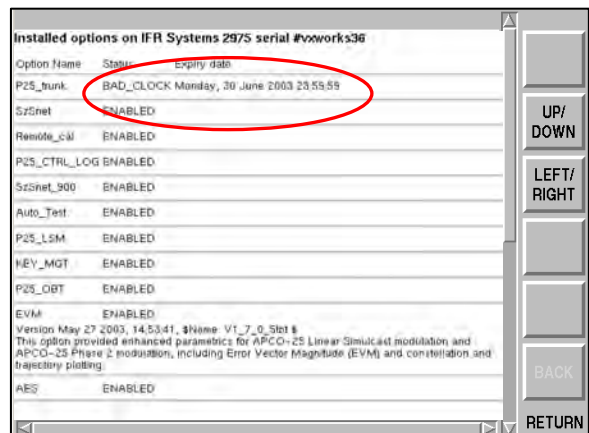 Installed options on IFR Systems 2975 serial #vxworks36
Option Name Status Expiry date
P25_trunk BAD_CLOCK Monday, 30 June 2003 23:59:59
SzSnet ENABLED
Remote_cal ENABLED
P25_CTRL_LOG ENABLED
SzSnet_900 ENABLED
Auto_Test ENABLED
P25_LSM ENABLED
KEY_MGT ENABLED
P25_OBT ENABLED
EVM ENABLED
Version May 27 2003, 14:53:41, $Name: V1_7_0_Stbl $
This option provided enhanced parametrics for APCO-25 Linear Simulcast modulation and
APCO-25 Phase 2 modulation, including Error Vector Magnitude (EVM) and constellation and
trajectory plotting.
AES ENABLED
UP/
DOWN
LEFT/
RIGHT
BACK
RETURN